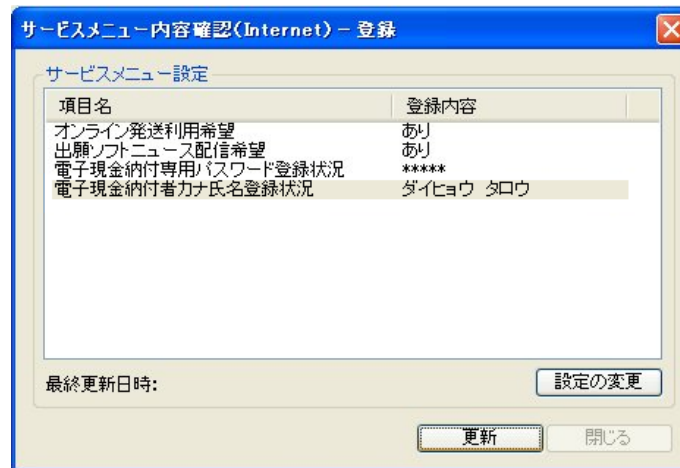 サービスメニュー内容確認(Internet) − 登録
サービスメニュー設定
項目名 登録内容
オンライン発送利用希望 あり
出願ソフトニュース配信希望 あり
電子現金納付専用パスワード登録状況 *****
電子現金納付者カナ氏名登録状況 ダイヒョウ タロウ
最終更新日時: 設定の変更
更新 閉じる